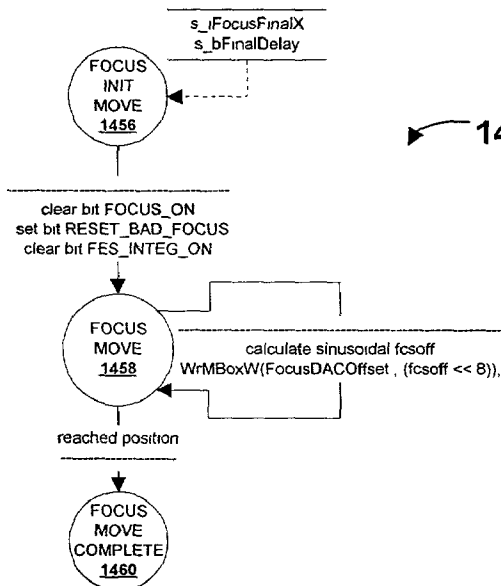 s_iFocusFinalX
s_bFinalDelay
FOCUS
INIT
MOVE
1456
14
clear bit FOCUS_ON
set bit RESET_BAD_FOCUS
clear bit FES_INTEG_ON
FOCUS
MOVE
1458
calculate sinusoidal fcsoff
WrMBoxW(FocusDACOffset , (fcsoff << 8)),
reached position
FOCUS
MOVE
COMPLETE
1460